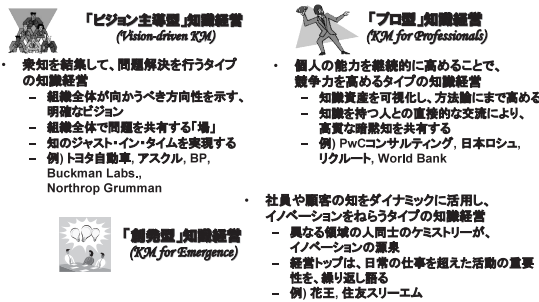 「ビジョン主導型」知識経営
(Vision-driven KM)
• 衆知を結集して、問題解決を行うタイプ
の知識経営
– 組織全体が向かうべき方向性を示す、
明確なビジョン
– 組織全体で問題を共有する「場」
– 知のジャスト・イン・タイムを実現する
– 例) トヨタ自動車, アスクル, BP,
Buckman Labs.,
Northrop Grumman
「プロ型」知識経営
(KM for Professionals)
• 個人の能力を継続的に高めることで、
競争力を高めるタイプの知識経営
– 知識資産を可視化し、方法論にまで高める
– 知識を持つ人との直接的な交流により、
高質な暗黙知を共有する
– 例) PwCコンサルティング, 日本ロシュ,
リクルート, World Bank
「創発型」知識経営
(KM for Emergence)
• 社員や顧客の知をダイナミックに活用し、
イノベーションをねらうタイプの知識経営
– 異なる領域の人同士のケミストリーが、
イノベーションの源泉
– 経営トップは、日常の仕事を超えた活動の重要
性を、繰り返し語る
– 例) 花王, 住友スリーエム